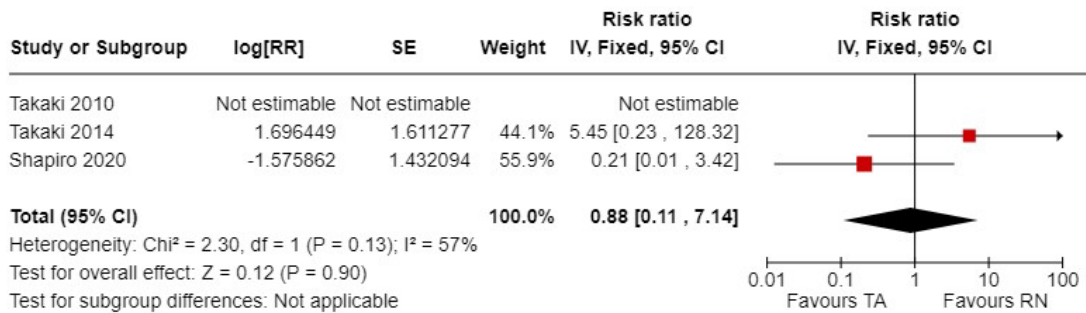 Risk ratio Risk ratio
Study or Subgroup log[RR] SE Weight IV, Fixed, 95% CI IV, Fixed, 95% CI
Takaki 2010 Not estimable Not estimable Not estimable
Takaki 2014 1.696449 1.611277 44.1% 5.45 [0.23 , 128.32]
Shapiro 2020 -1.575862 1.432094 55.9% 0.21 [0.01 , 3.42]
Total (95% CI) 100.0% 0.88 [0.11 , 7.14]
Heterogeneity: Chi² = 2.30, df = 1 (P = 0.13); I² = 57%
Test for overall effect: Z = 0.12 (P = 0.90)
Test for subgroup differences: Not applicable
0.01 0.1 1 10 100
Favours TA Favours RN